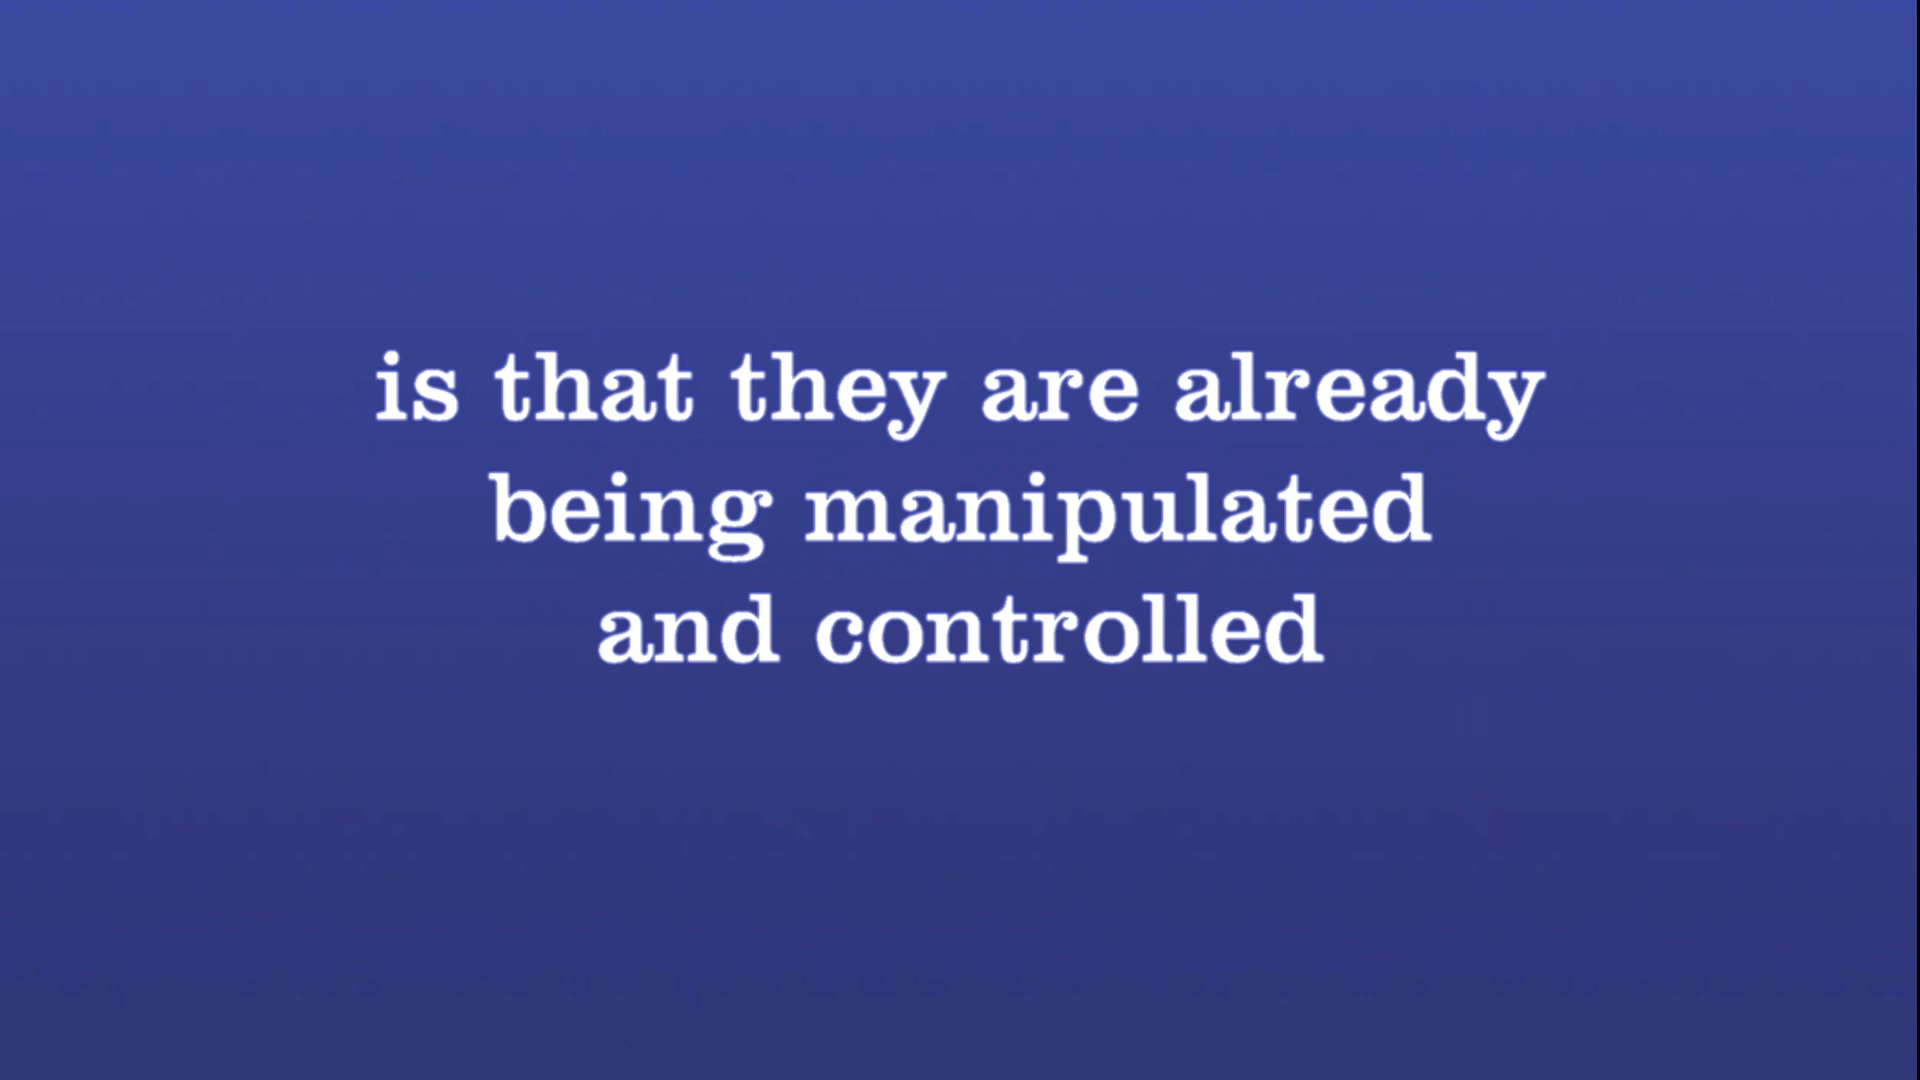 is that they are already
being manipulated
and controlled